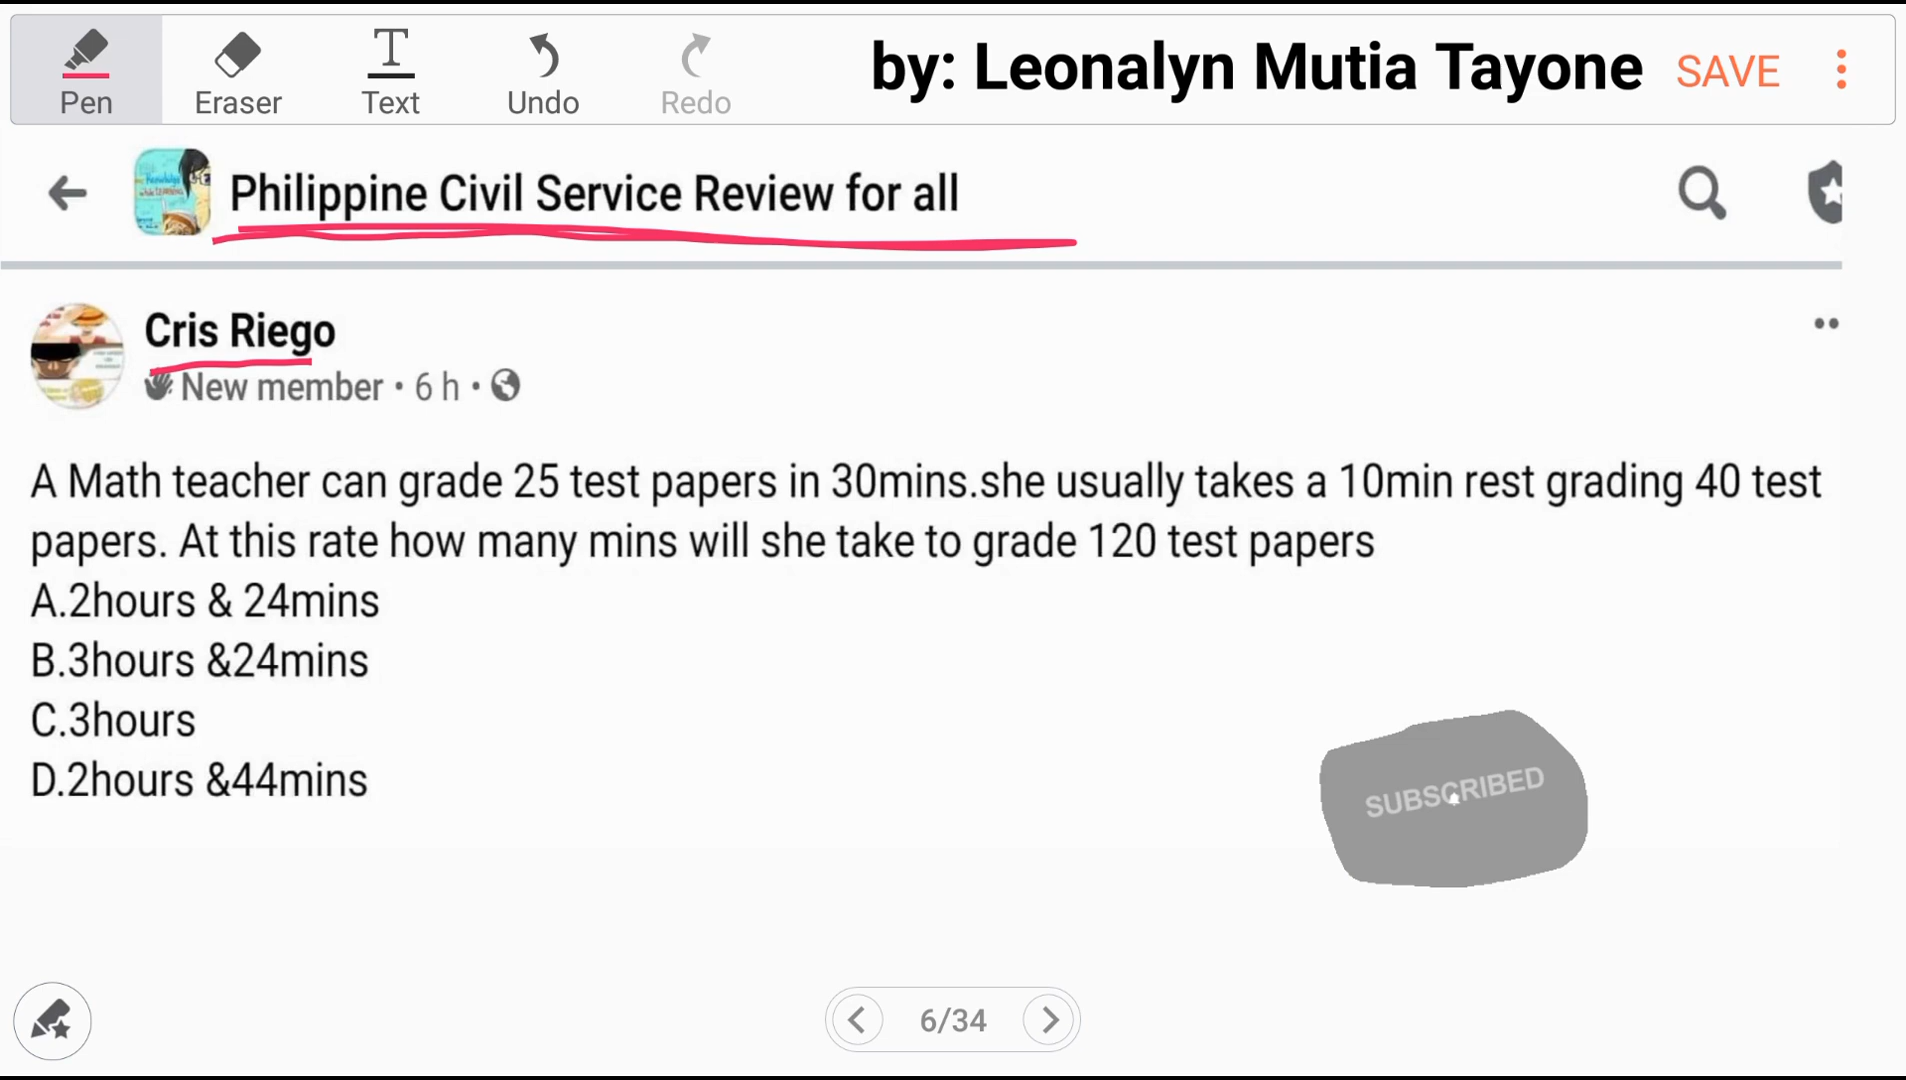 by: Leonalyn Mutia Tayone
SAVE
Pen
Eraser
Text
Undo
Redo
Philippine Civil Service Review for all
Cris Riego
New member • 6 h •
A Math teacher can grade 25 test papers in 30mins.she usually takes a 10min rest grading 40 test
papers. At this rate how many mins will she take to grade 120 test papers
A.2hours & 24mins
B.3hours &24mins
C.3hours
D.2hours &44mins
SUBSCRIBED
6/34